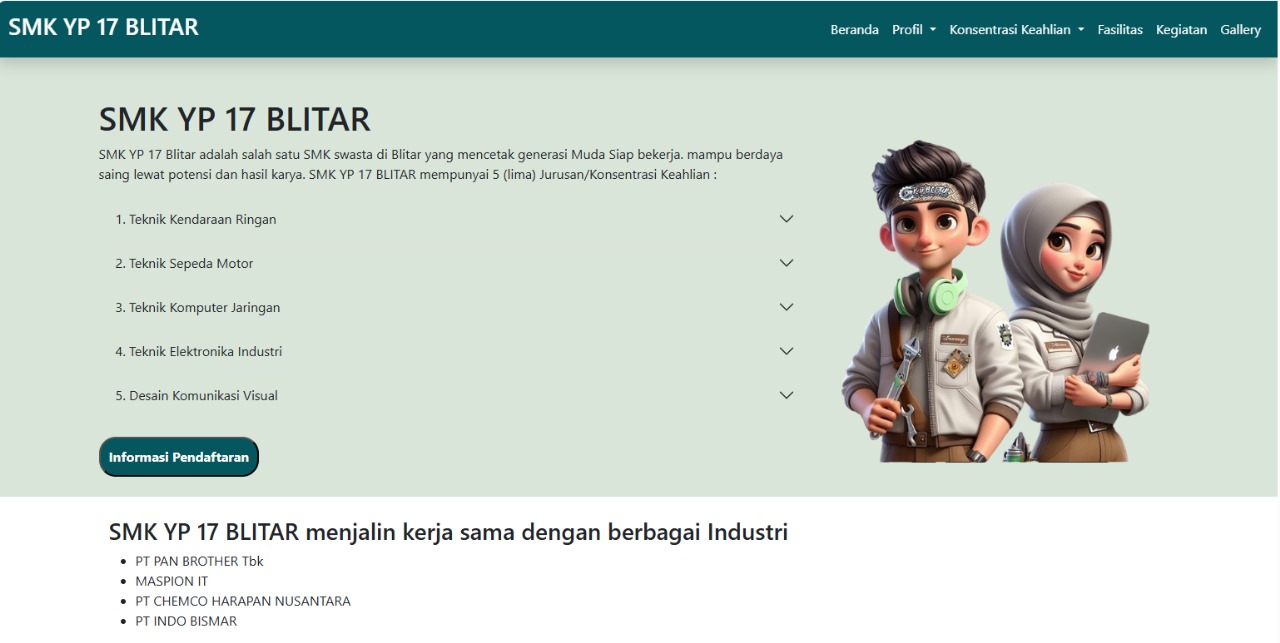 SMK YP 17 BLITAR
Beranda Profil Konsentrasi Keahlian Fasilitas Kegiatan Gallery
SMK YP 17 BLITAR
SMK YP 17 Blitar adalah salah satu SMK swasta di Blitar yang mencetak generasi Muda Siap bekerja. mampu berdaya
saing lewat potensi dan hasil karya. SMK YP 17 BLITAR mempunyai 5 (lima) Jurusan/Konsentrasi Keahlian :
1. Teknik Kendaraan Ringan
2. Teknik Sepeda Motor
3. Teknik Komputer Jaringan
4. Teknik Elektronika Industri
5. Desain Komunikasi Visual
Informasi Pendaftaran
SMK YP 17 BLITAR menjalin kerja sama dengan berbagai Industri
• PT PAN BROTHER Tbk
• MASPION IT
• PT CHEMCO HARAPAN NUSANTARA
• PT INDO BISMAR